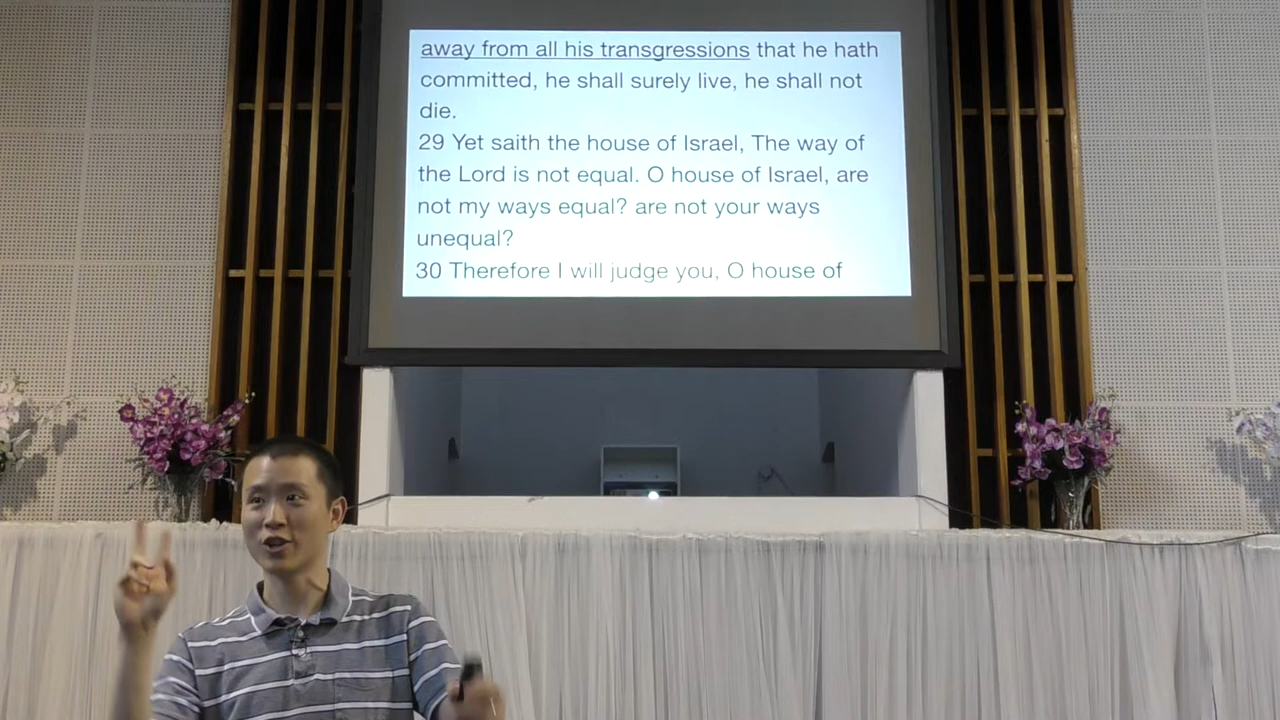 away from all his transgressions that he hath
committed, he shall surely live, he shall not
die.
29 Yet saith the house of Israel, The way of
the Lord is not equal. O house of Israel, are
not my ways equal? are not your ways
unequal?
30 Therefore I will judge you, O house of